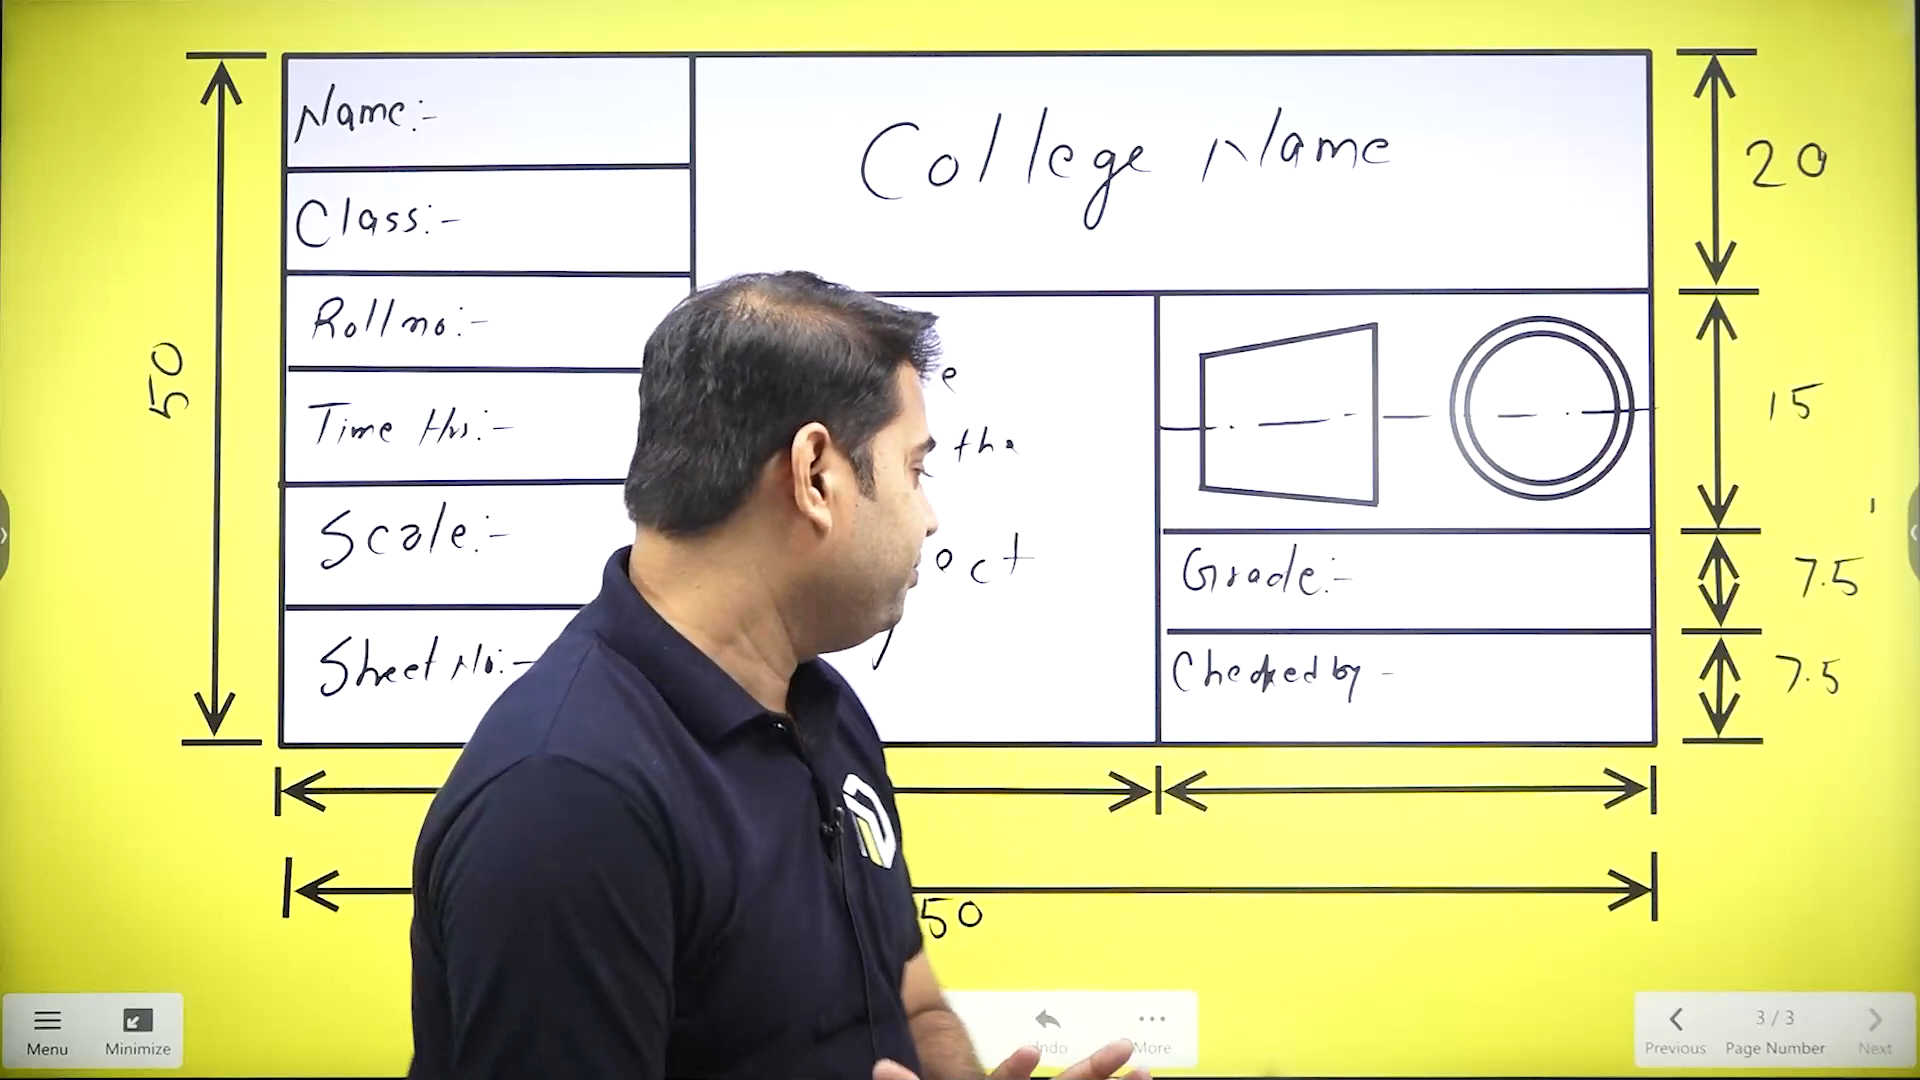 Name:-
College Name
20
Class:-
Roll no:-
Time Hrs:-
50
15
Scale:-
Grade:-
7.5
Sheet No:-
Checked by -
7.5
50
Menu
Minimize
Undo
More
3 / 3
Previous
Page Number
Next